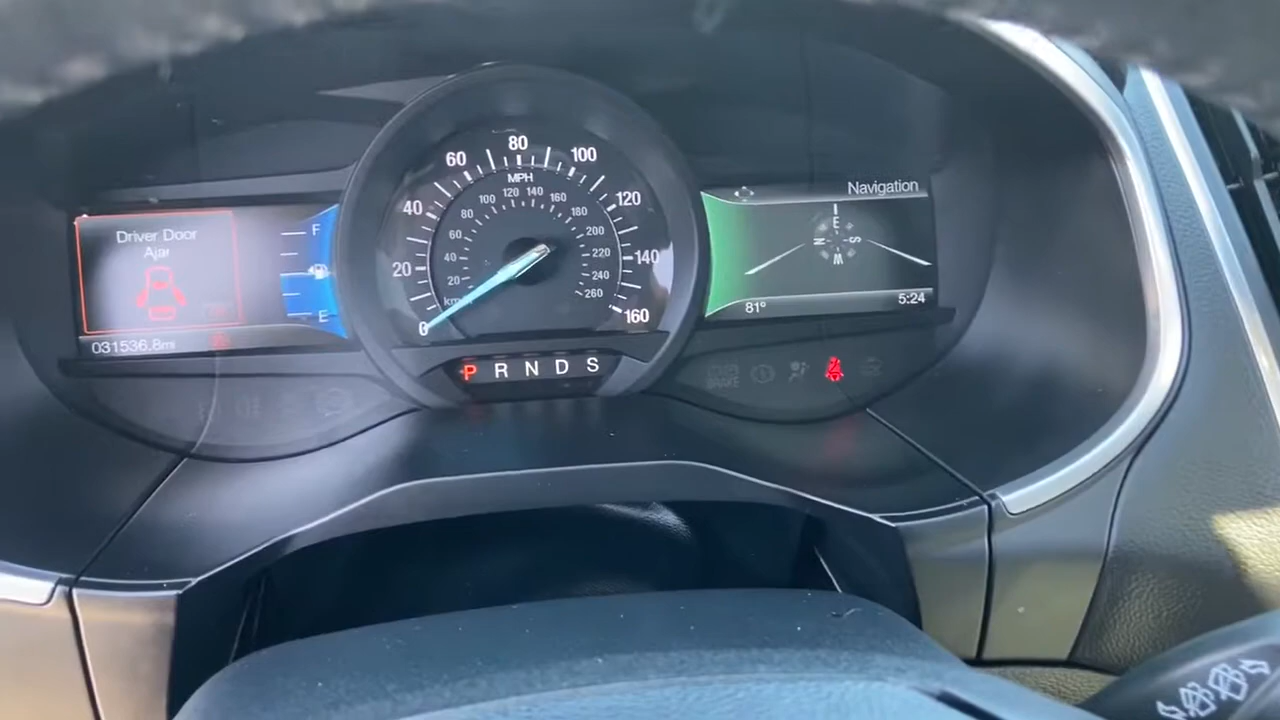 Driver Door
Ajar
031536.8mi
F
E
0
20
40
60
80
100
120
140
160
MPH
km/h
20
40
60
80
100
120
140
160
180
200
220
240
260
P R N D S
Navigation
E
N
S
W
81°
5:24